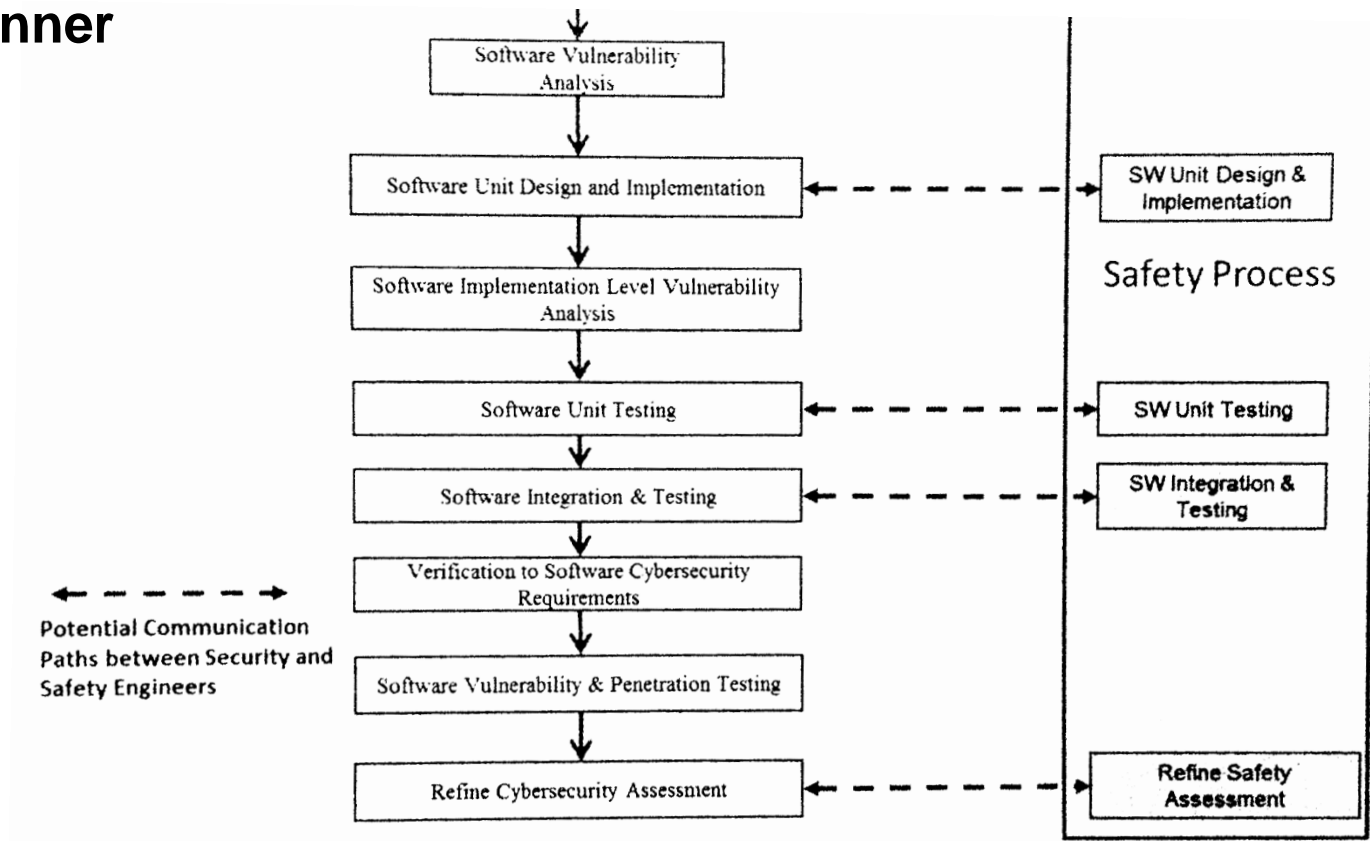 nner
Software Vulnerability
Analysis
Software Unit Design and Implementation
SW Unit Design &
Implementation
Safety Process
Software Implementation Level Vulnerability
Analysis
Software Unit Testing
SW Unit Testing
Software Integration & Testing
SW Integration &
Testing
Verification to Software Cybersecurity
Requirements
Potential Communication
Paths between Security and
Safety Engineers
Software Vulnerability & Penetration Testing
Refine Cybersecurity Assessment
Refine Safety
Assessment